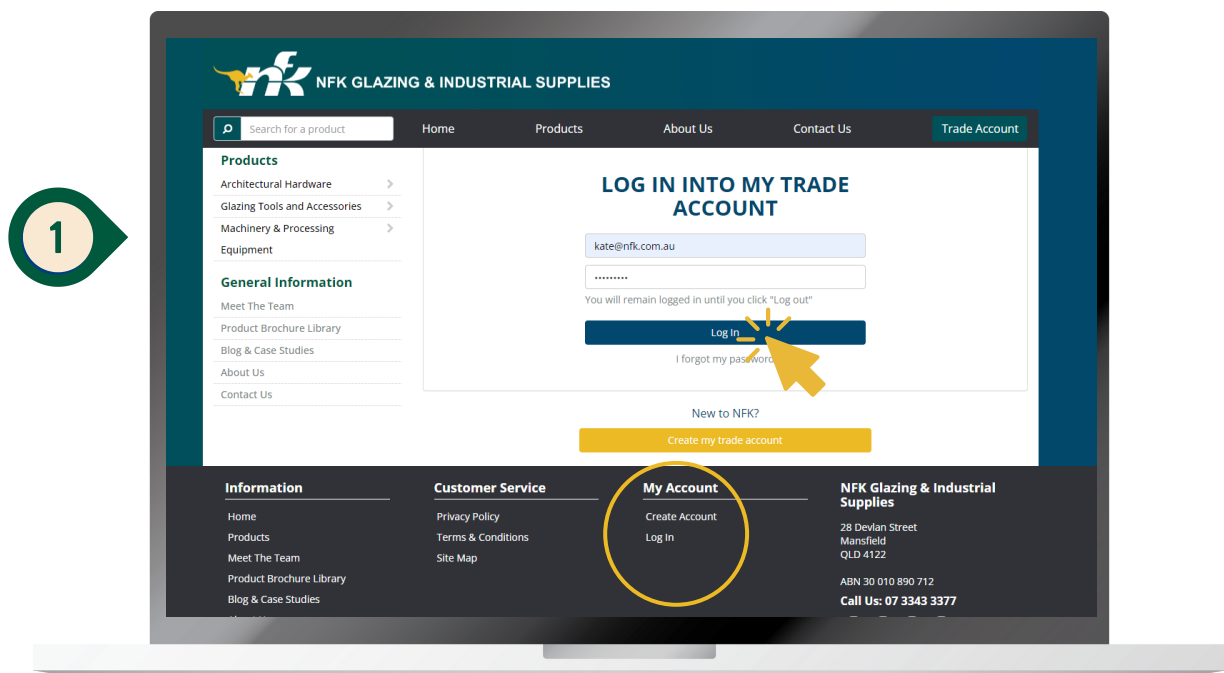 nfk NFK GLAZING & INDUSTRIAL SUPPLIES
Search for a product
Home
Products
About Us
Contact Us
Trade Account
1
Products
Architectural Hardware
Glazing Tools and Accessories
Machinery & Processing
Equipment
General Information
Meet The Team
Product Brochure Library
Blog & Case Studies
About Us
Contact Us
LOG IN INTO MY TRADE
ACCOUNT
kate@nfk.com.au
•••••••••
You will remain logged in until you click "Log out"
Log In
I forgot my password
New to NFK?
Create my trade account
Information
Home
Products
Meet The Team
Product Brochure Library
Blog & Case Studies
Customer Service
Privacy Policy
Terms & Conditions
Site Map
My Account
Create Account
Log In
NFK Glazing & Industrial
Supplies
28 Devlan Street
Mansfield
QLD 4122
ABN 30 010 890 712
Call Us: 07 3343 3377